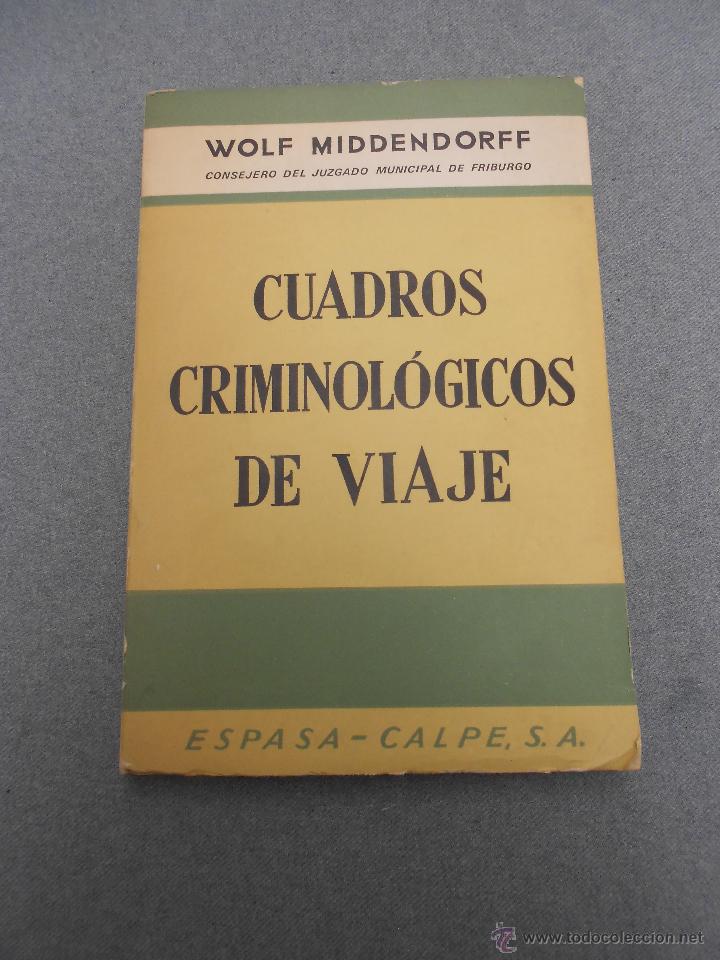 WOLF MIDDENDORFF
CONSEJERO DEL JUZGADO MUNICIPAL DE FRIBURGO
CUADROS
CRIMINOLÓGICOS
DE VIAJE
ESPASA-CALPE, S.A.
www.todocoleccion.net